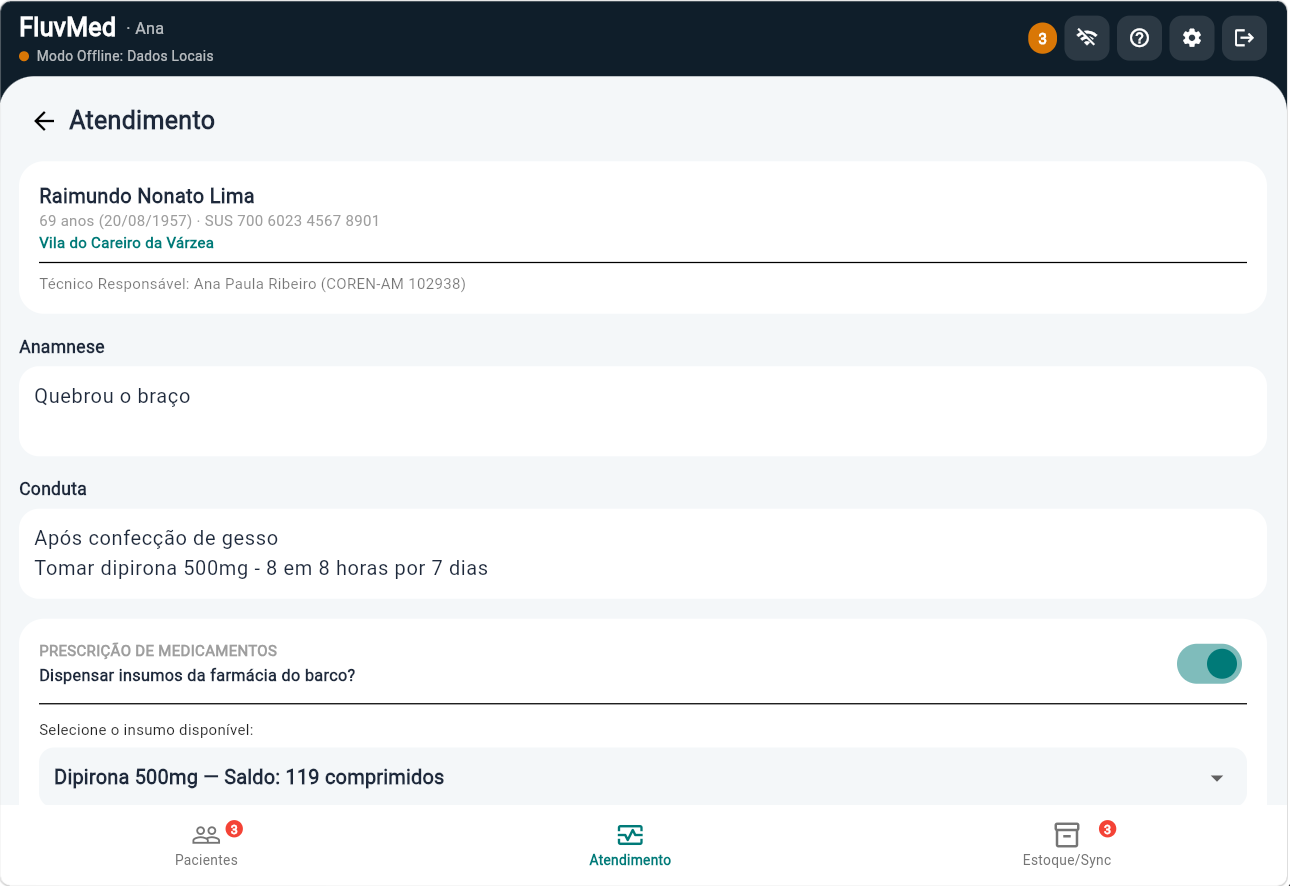 FluvMed · Ana
Modo Offline: Dados Locais
3
Atendimento
Raimundo Nonato Lima
69 anos (20/08/1957) · SUS 700 6023 4567 8901
Vila do Careiro da Várzea
Técnico Responsável: Ana Paula Ribeiro (COREN-AM 102938)
Anamnese
Quebrou o braço
Conduta
Após confecção de gesso
Tomar dipirona 500mg - 8 em 8 horas por 7 dias
PRESCRIÇÃO DE MEDICAMENTOS
Dispensar insumos da farmácia do barco?
Selecione o insumo disponível:
Dipirona 500mg — Saldo: 119 comprimidos
3
Pacientes
Atendimento
3
Estoque/Sync